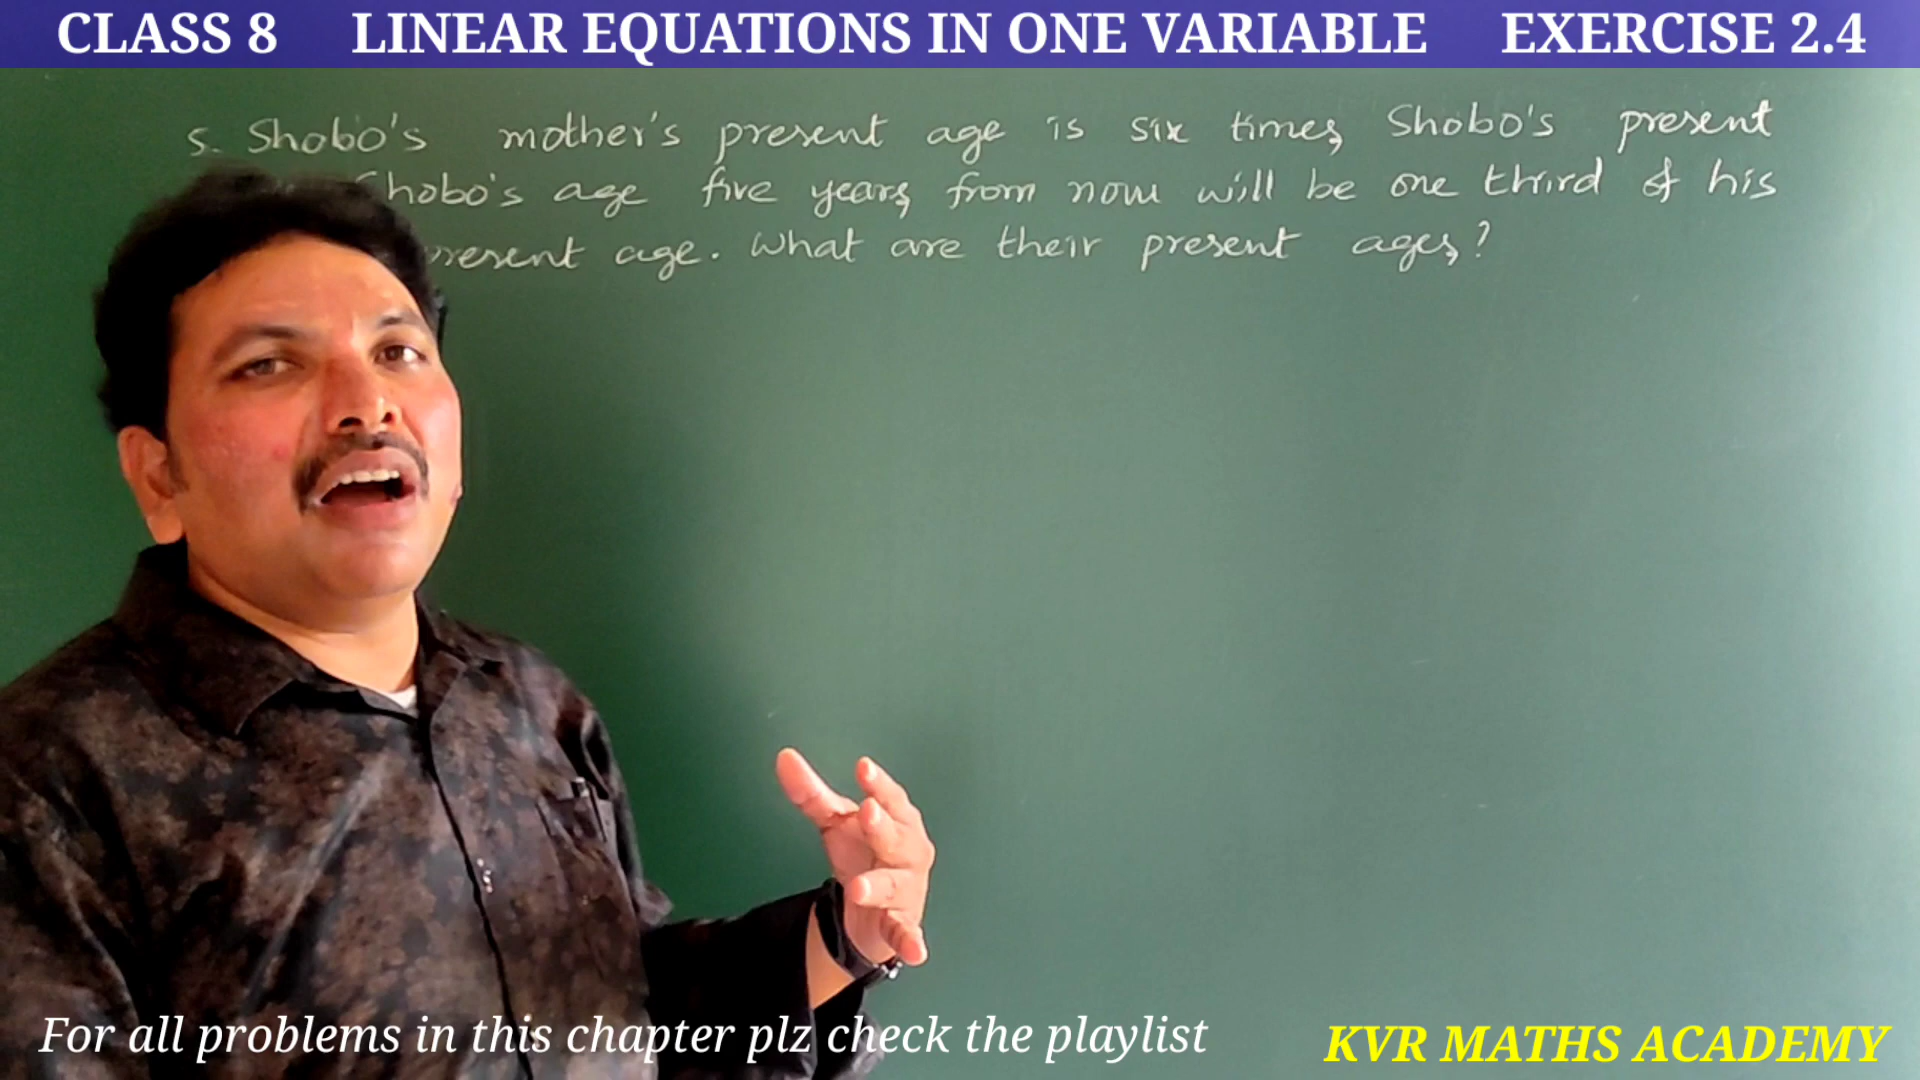 CLASS 8 LINEAR EQUATIONS IN ONE VARIABLE EXERCISE 2.4
5. Shobo's mother's present age is six times Shobo's present
Shobo's age five years from now will be one third of his
present age. What are their present ages?
For all problems in this chapter plz check the playlist
KVR MATHS ACADEMY